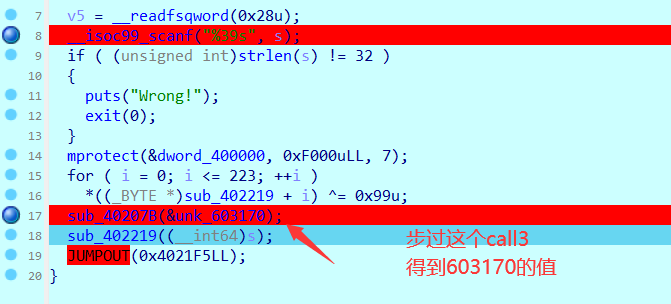 7 v5 = __readfsqword(0x28u);
8 __isoc99_scanf("%39s", s);
9 if ( (unsigned int)strlen(s) != 32 )
10 {
11 puts("Wrong!");
12 exit(0);
13 }
14 mprotect(&dword_400000, 0xF000uLL, 7);
15 for ( i = 0; i <= 223; ++i )
16 *((_BYTE *)sub_402219 + i) ^= 0x99u;
17 sub_40207B(&unk_603170);
18 sub_402219((__int64)s);
19 JUMPOUT(0x4021F5LL);
20 }
步过这个call3
得到603170的值